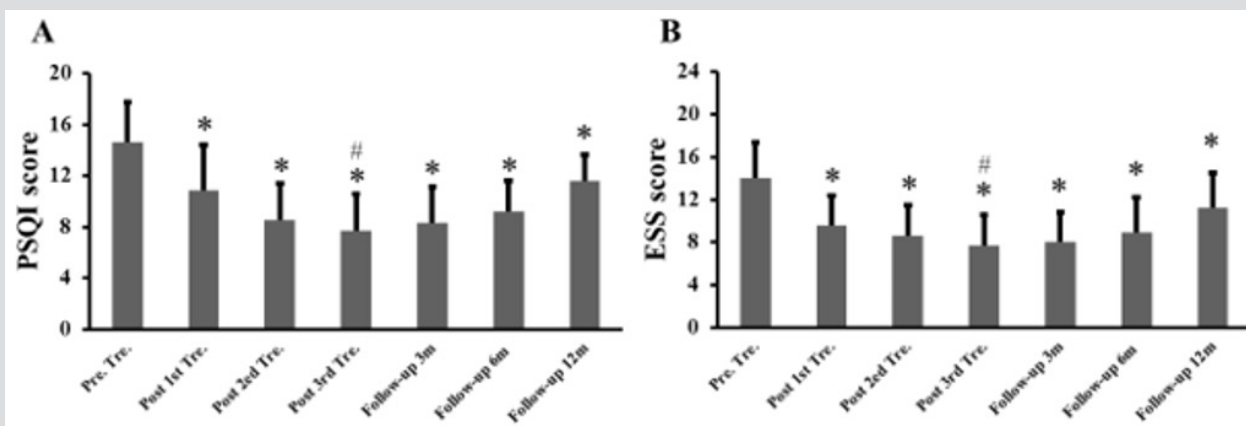 A
PSQI score
20
16
12
8
4
0
*
*
#
*
*
*
*
Pre. Tre.
Post 1st Tre.
Post 2cd Tre.
Post 3rd Tre.
Follow-up 3m
Follow-up 6m
Follow-up 12m
B
ESS score
24
20
16
12
8
4
0
*
*
#
*
*
*
*
Pre. Tre.
Post 1st Tre.
Post 2cd Tre.
Post 3rd Tre.
Follow-up 3m
Follow-up 6m
Follow-up 12m